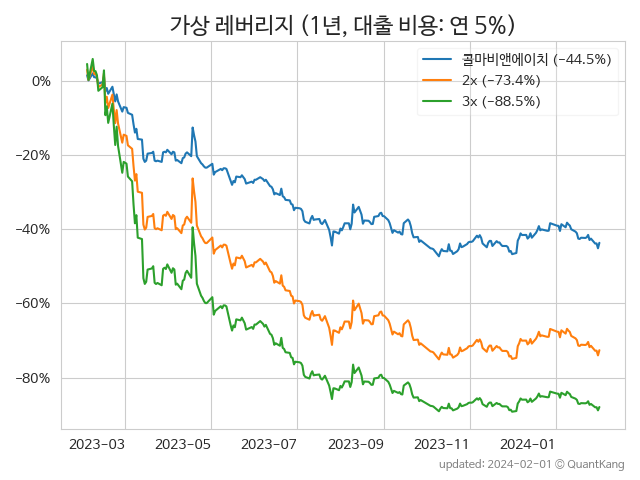 가상 레버리지 (1년, 대출 비용: 연 5%)
콜마비앤에이치 (−44.5%)
2x (−73.4%)
3x (−88.5%)
0%
−20%
−40%
−60%
−80%
2023−03 2023−05 2023−07 2023−09 2023−11 2024−01
updated: 2024−02−01 © QuantKang